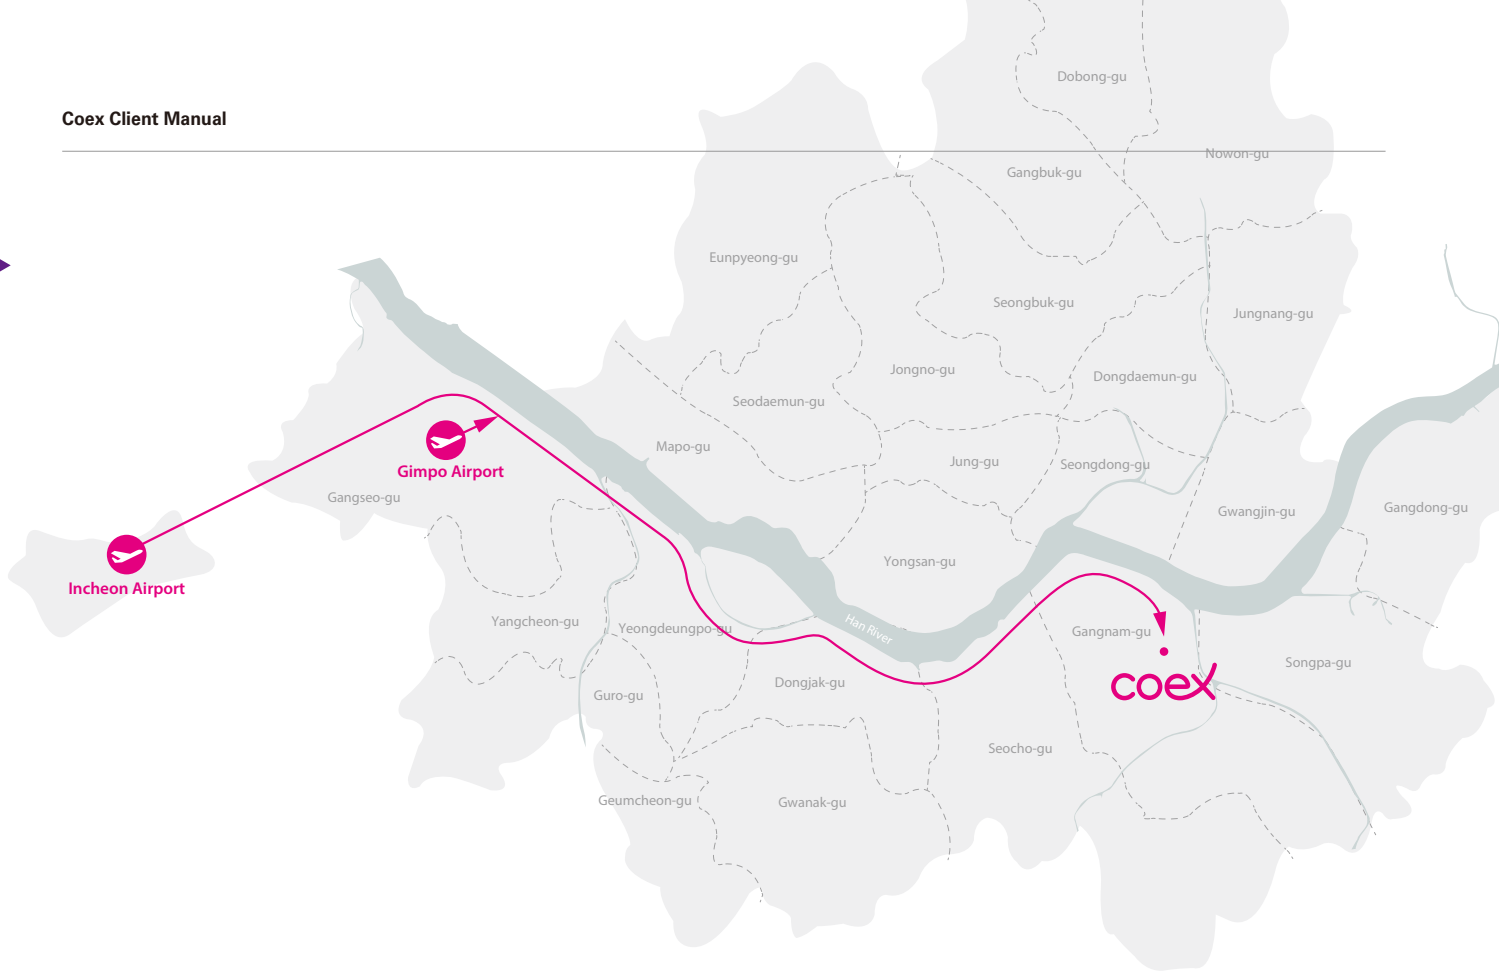 Coex Client Manual
Dobong-gu
Nowon-gu
Gangbuk-gu
Eunpyeong-gu
Seongbuk-gu
Jungnang-gu
Jongno-gu
Dongdaemun-gu
Seodaemun-gu
Mapo-gu
Jung-gu
Seongdong-gu
Gimpo Airport
Gangseo-gu
Gwangjin-gu
Gangdong-gu
Yongsan-gu
Incheon Airport
Yangcheon-gu
Yeongdeungpo-gu
Han River
Gangnam-gu
Songpa-gu
coex
Dongjak-gu
Guro-gu
Seocho-gu
Geumcheon-gu
Gwanak-gu